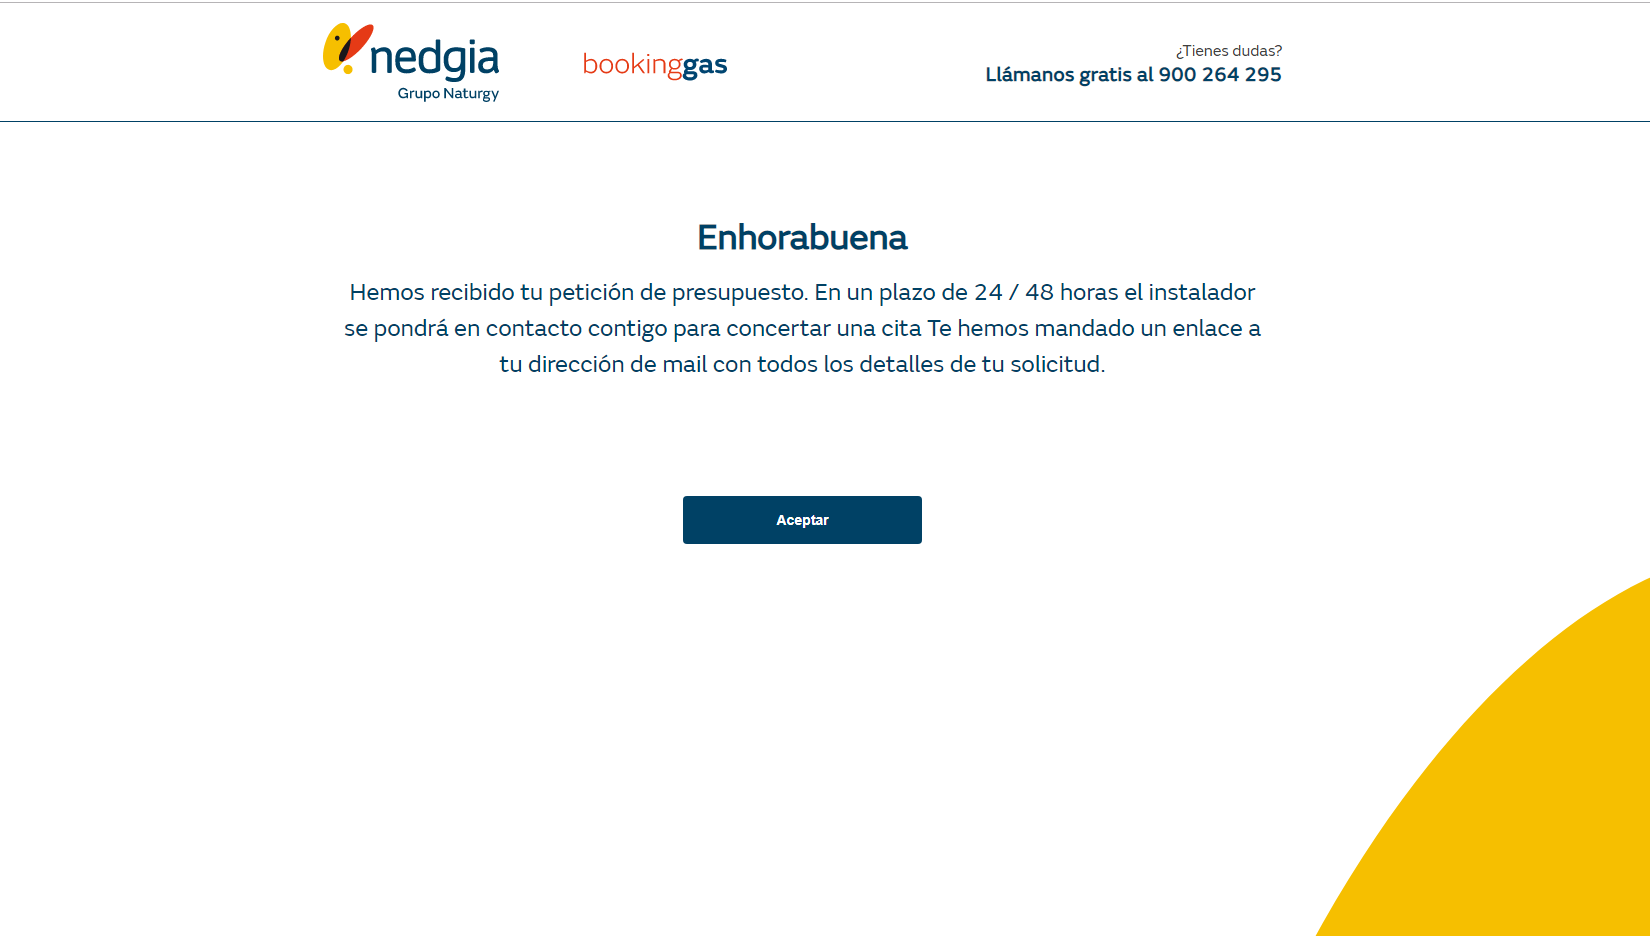 nedgia
Grupo Naturgy
bookinggas
¿Tienes dudas?
Llámanos gratis al 900 264 295
Enhorabuena
Hemos recibido tu petición de presupuesto. En un plazo de 24 / 48 horas el instalador
se pondrá en contacto contigo para concertar una cita Te hemos mandado un enlace a
tu dirección de mail con todos los detalles de tu solicitud.
Aceptar